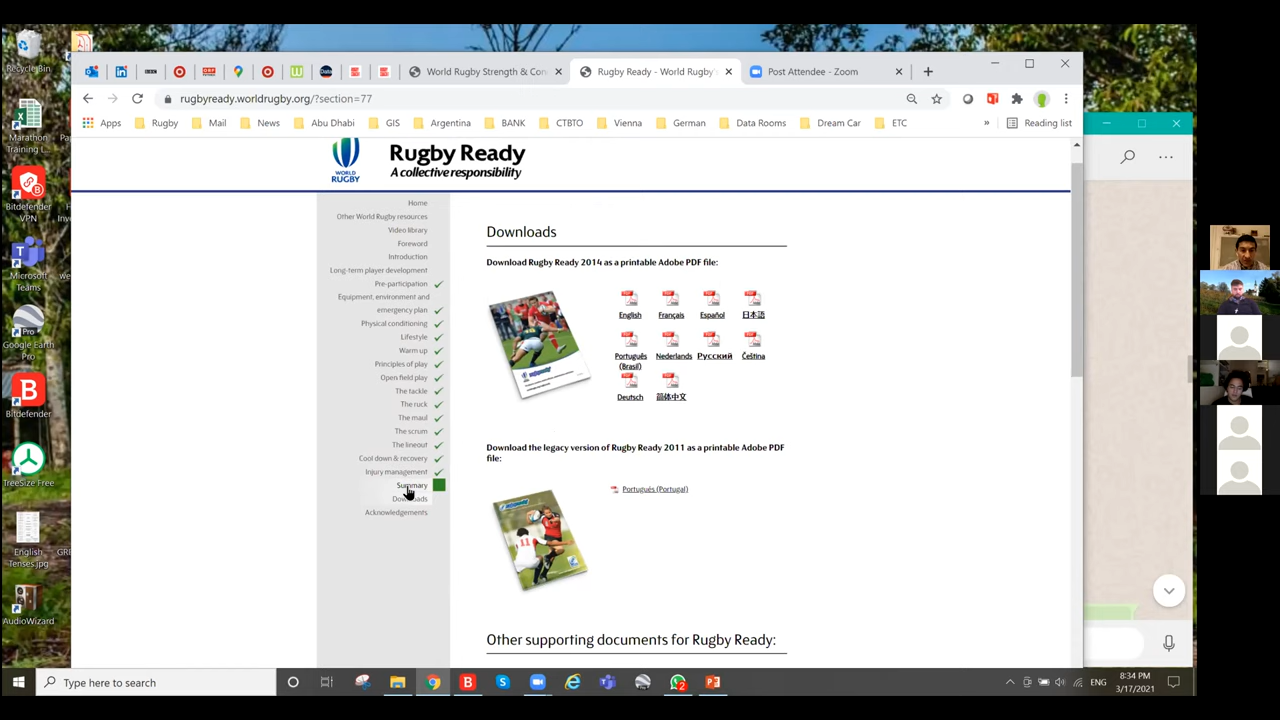 Recycle Bin
Marathon
Training I...
Bitdefender
VPN
Microsoft
Teams
Google Earth
Pro
Bitdefender
TreeSize Free
English
Tenses.jpg
AudioWizard
World Rugby Strength & Con
Rugby Ready - World Rugby's
Post Attendee - Zoom
rugbyready.worldrugby.org/?section=77
Apps
Rugby
Mail
News
Abu Dhabi
GIS
Argentina
BANK
CTBTO
Vienna
German
Data Rooms
Dream Car
ETC
»
Reading list
WORLD
RUGBY
Rugby Ready
A collective responsibility
Home
Other World Rugby resources
Video library
Foreword
Introduction
Long-term player development
Pre-participation
Equipment, environment and
emergency plan
Physical conditioning
Lifestyle
Warm up
Principles of play
Open field play
The tackle
The ruck
The maul
The scrum
The lineout
Cool down & recovery
Injury management
Summary
Downloads
Acknowledgements
Downloads
Download Rugby Ready 2014 as a printable Adobe PDF file:
English
Français
Español
日本語
Português
(Brasil)
Nederlands
Русский
Čeština
Deutsch
简体中文
Download the legacy version of Rugby Ready 2011 as a printable Adobe PDF
file:
Português (Portugal)
Other supporting documents for Rugby Ready:
Type here to search
ENG
8:34 PM
3/17/2021